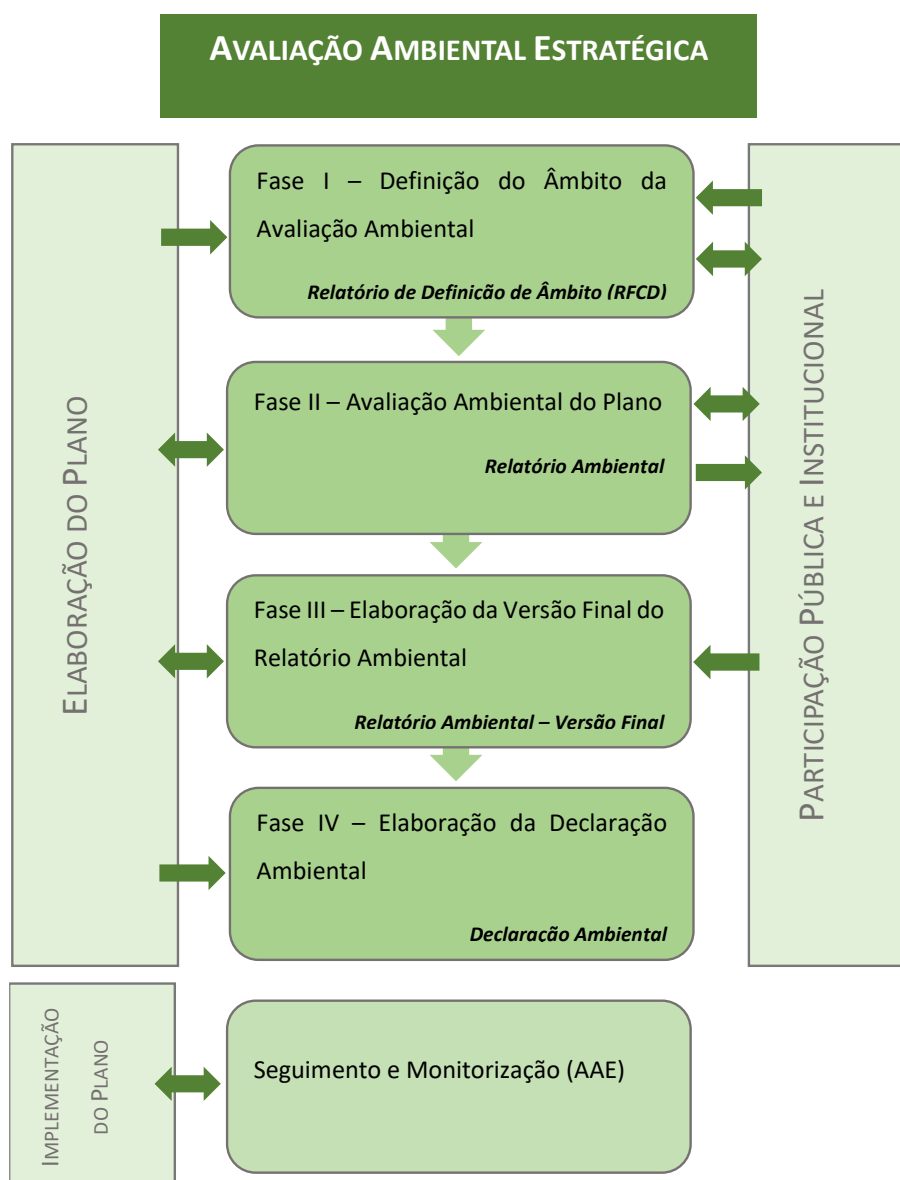 AVALIAÇÃO AMBIENTAL ESTRATÉGICA
ELABORAÇÃO DO PLANO
Fase I – Definição do Âmbito da
Avaliação Ambiental
Relatório de Definição de Âmbito (RFCD)
Fase II – Avaliação Ambiental do Plano
Relatório Ambiental
Fase III – Elaboração da Versão Final do
Relatório Ambiental
Relatório Ambiental – Versão Final
Fase IV – Elaboração da Declaração
Ambiental
Declaração Ambiental
PARTICIPAÇÃO PÚBLICA E INSTITUCIONAL
IMPLEMENTAÇÃO
DO PLANO
Seguimento e Monitorização (AAE)